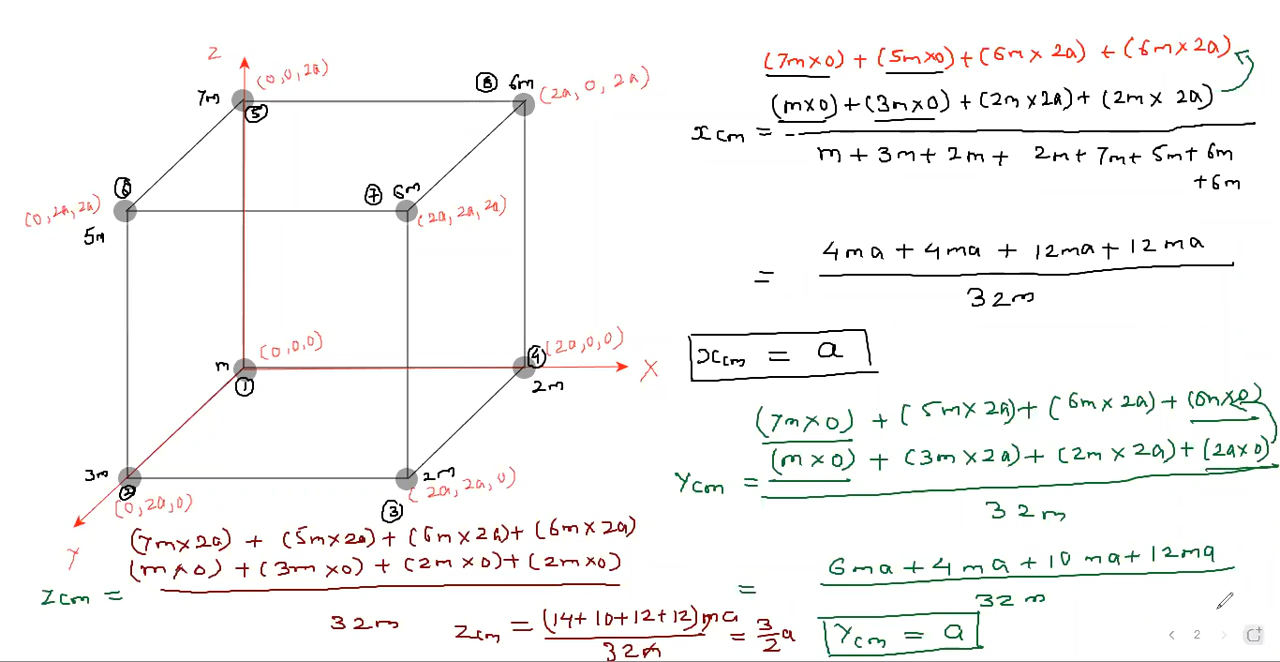 Z
(0,0,2a)
7m
⑤
⑧ 6m
(2a, 0, 2a)
⑥
(0, 2a, 2a)
5m
⑦ 6m
(2a, 2a, 2a)
m
(0,0,0)
①
④
(2a, 0, 0)
X
2m
3m
②
(0, 2a, 0)
Y
2m
(2a, 2a, 0)
③
(7m×0) + (5m×0) + (6m × 2a) + (6m×2a)
(m×0) + (3m×0) + (2m×2a) + (2m × 2a)
xcm =
m + 3m + 2m + 2m + 7m + 5m + 6m
+6m
= 4ma + 4ma + 12ma + 12ma
32m
xcm = a
(7m×0) + (5m×2a) + (6m×2a) + (6m×0)
(m×0) + (3m×2a) + (2m×2a) + (2a×0)
Ycm =
32m
= 6ma + 4ma + 10ma + 12ma
32m
Ycm = a
(7m×2a) + (5m×2a) + (6m×2a) + (6m×2a)
(m×0) + (3m×0) + (2m×0) + (2m×0)
Zcm =
32m
Zcm = (14+10+12+12)ma = 3/2 a
32m
< 2 >